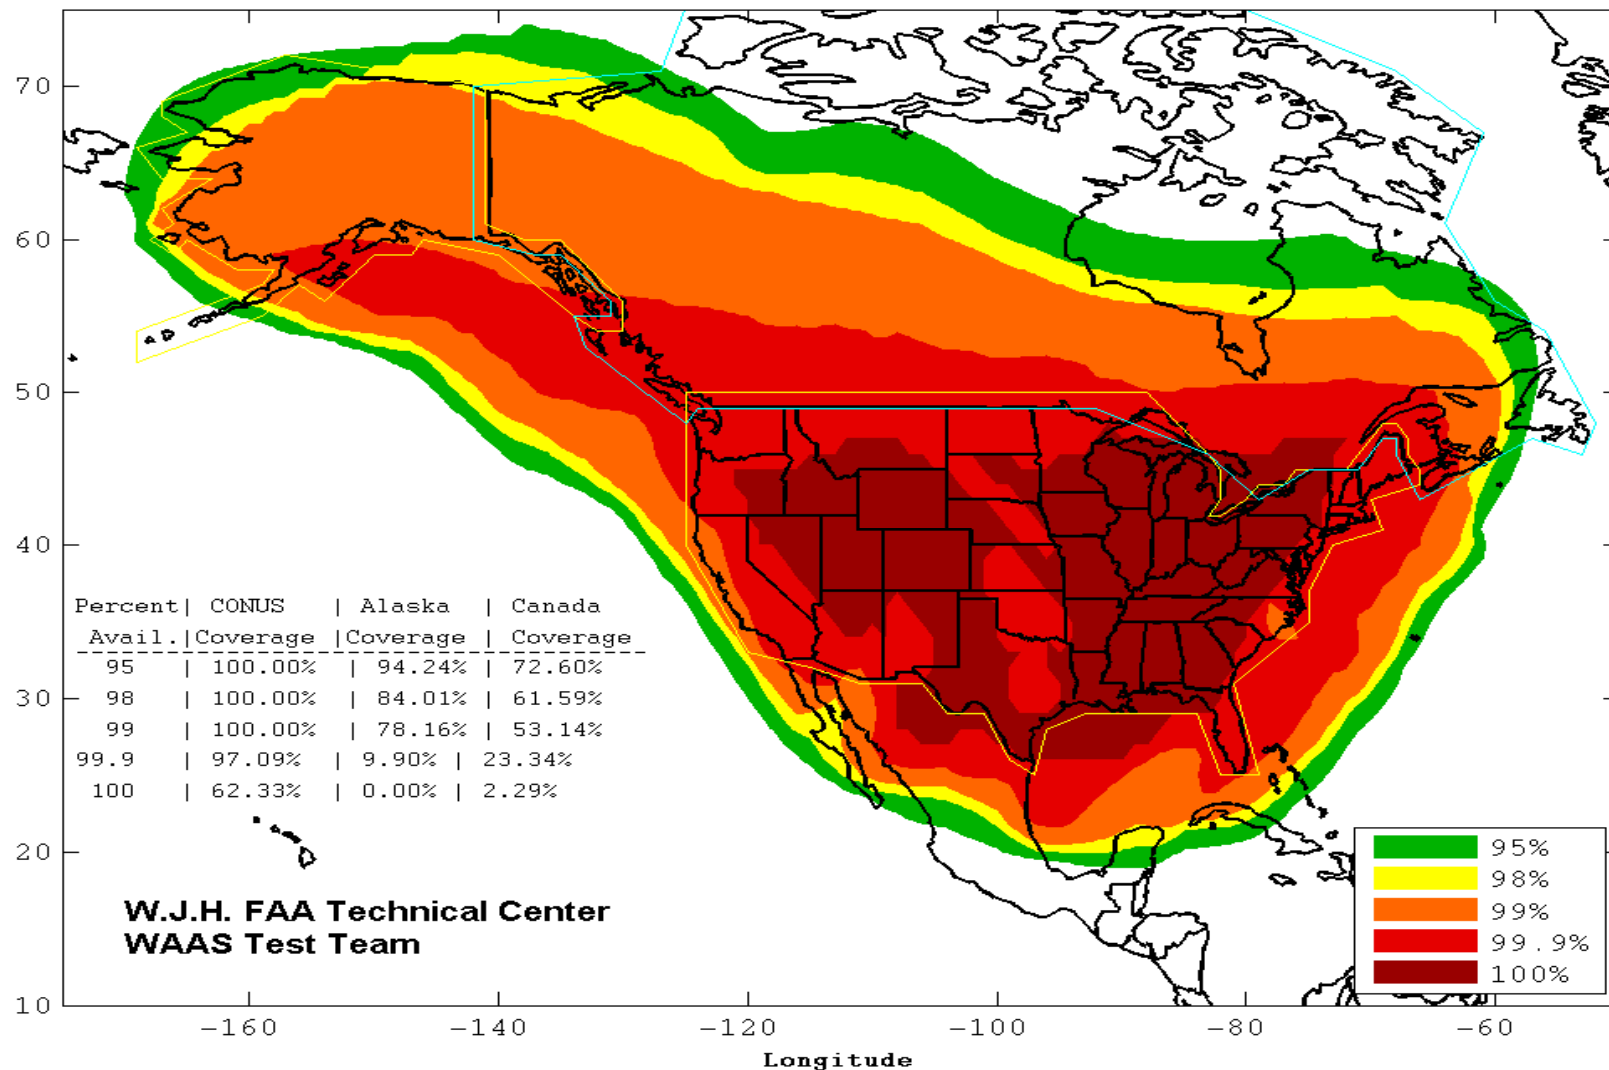 70
60
50
40
30
20
10
Percent| CONUS | Alaska | Canada
Avail.|Coverage |Coverage | Coverage
-----------------------------------
95 | 100.00% | 94.24% | 72.60%
98 | 100.00% | 84.01% | 61.59%
99 | 100.00% | 78.16% | 53.14%
99.9 | 97.09% | 9.90% | 23.34%
100 | 62.33% | 0.00% | 2.29%
W.J.H. FAA Technical Center
WAAS Test Team
95%
98%
99%
99.9%
100%
-160 -140 -120 -100 -80 -60
Longitude